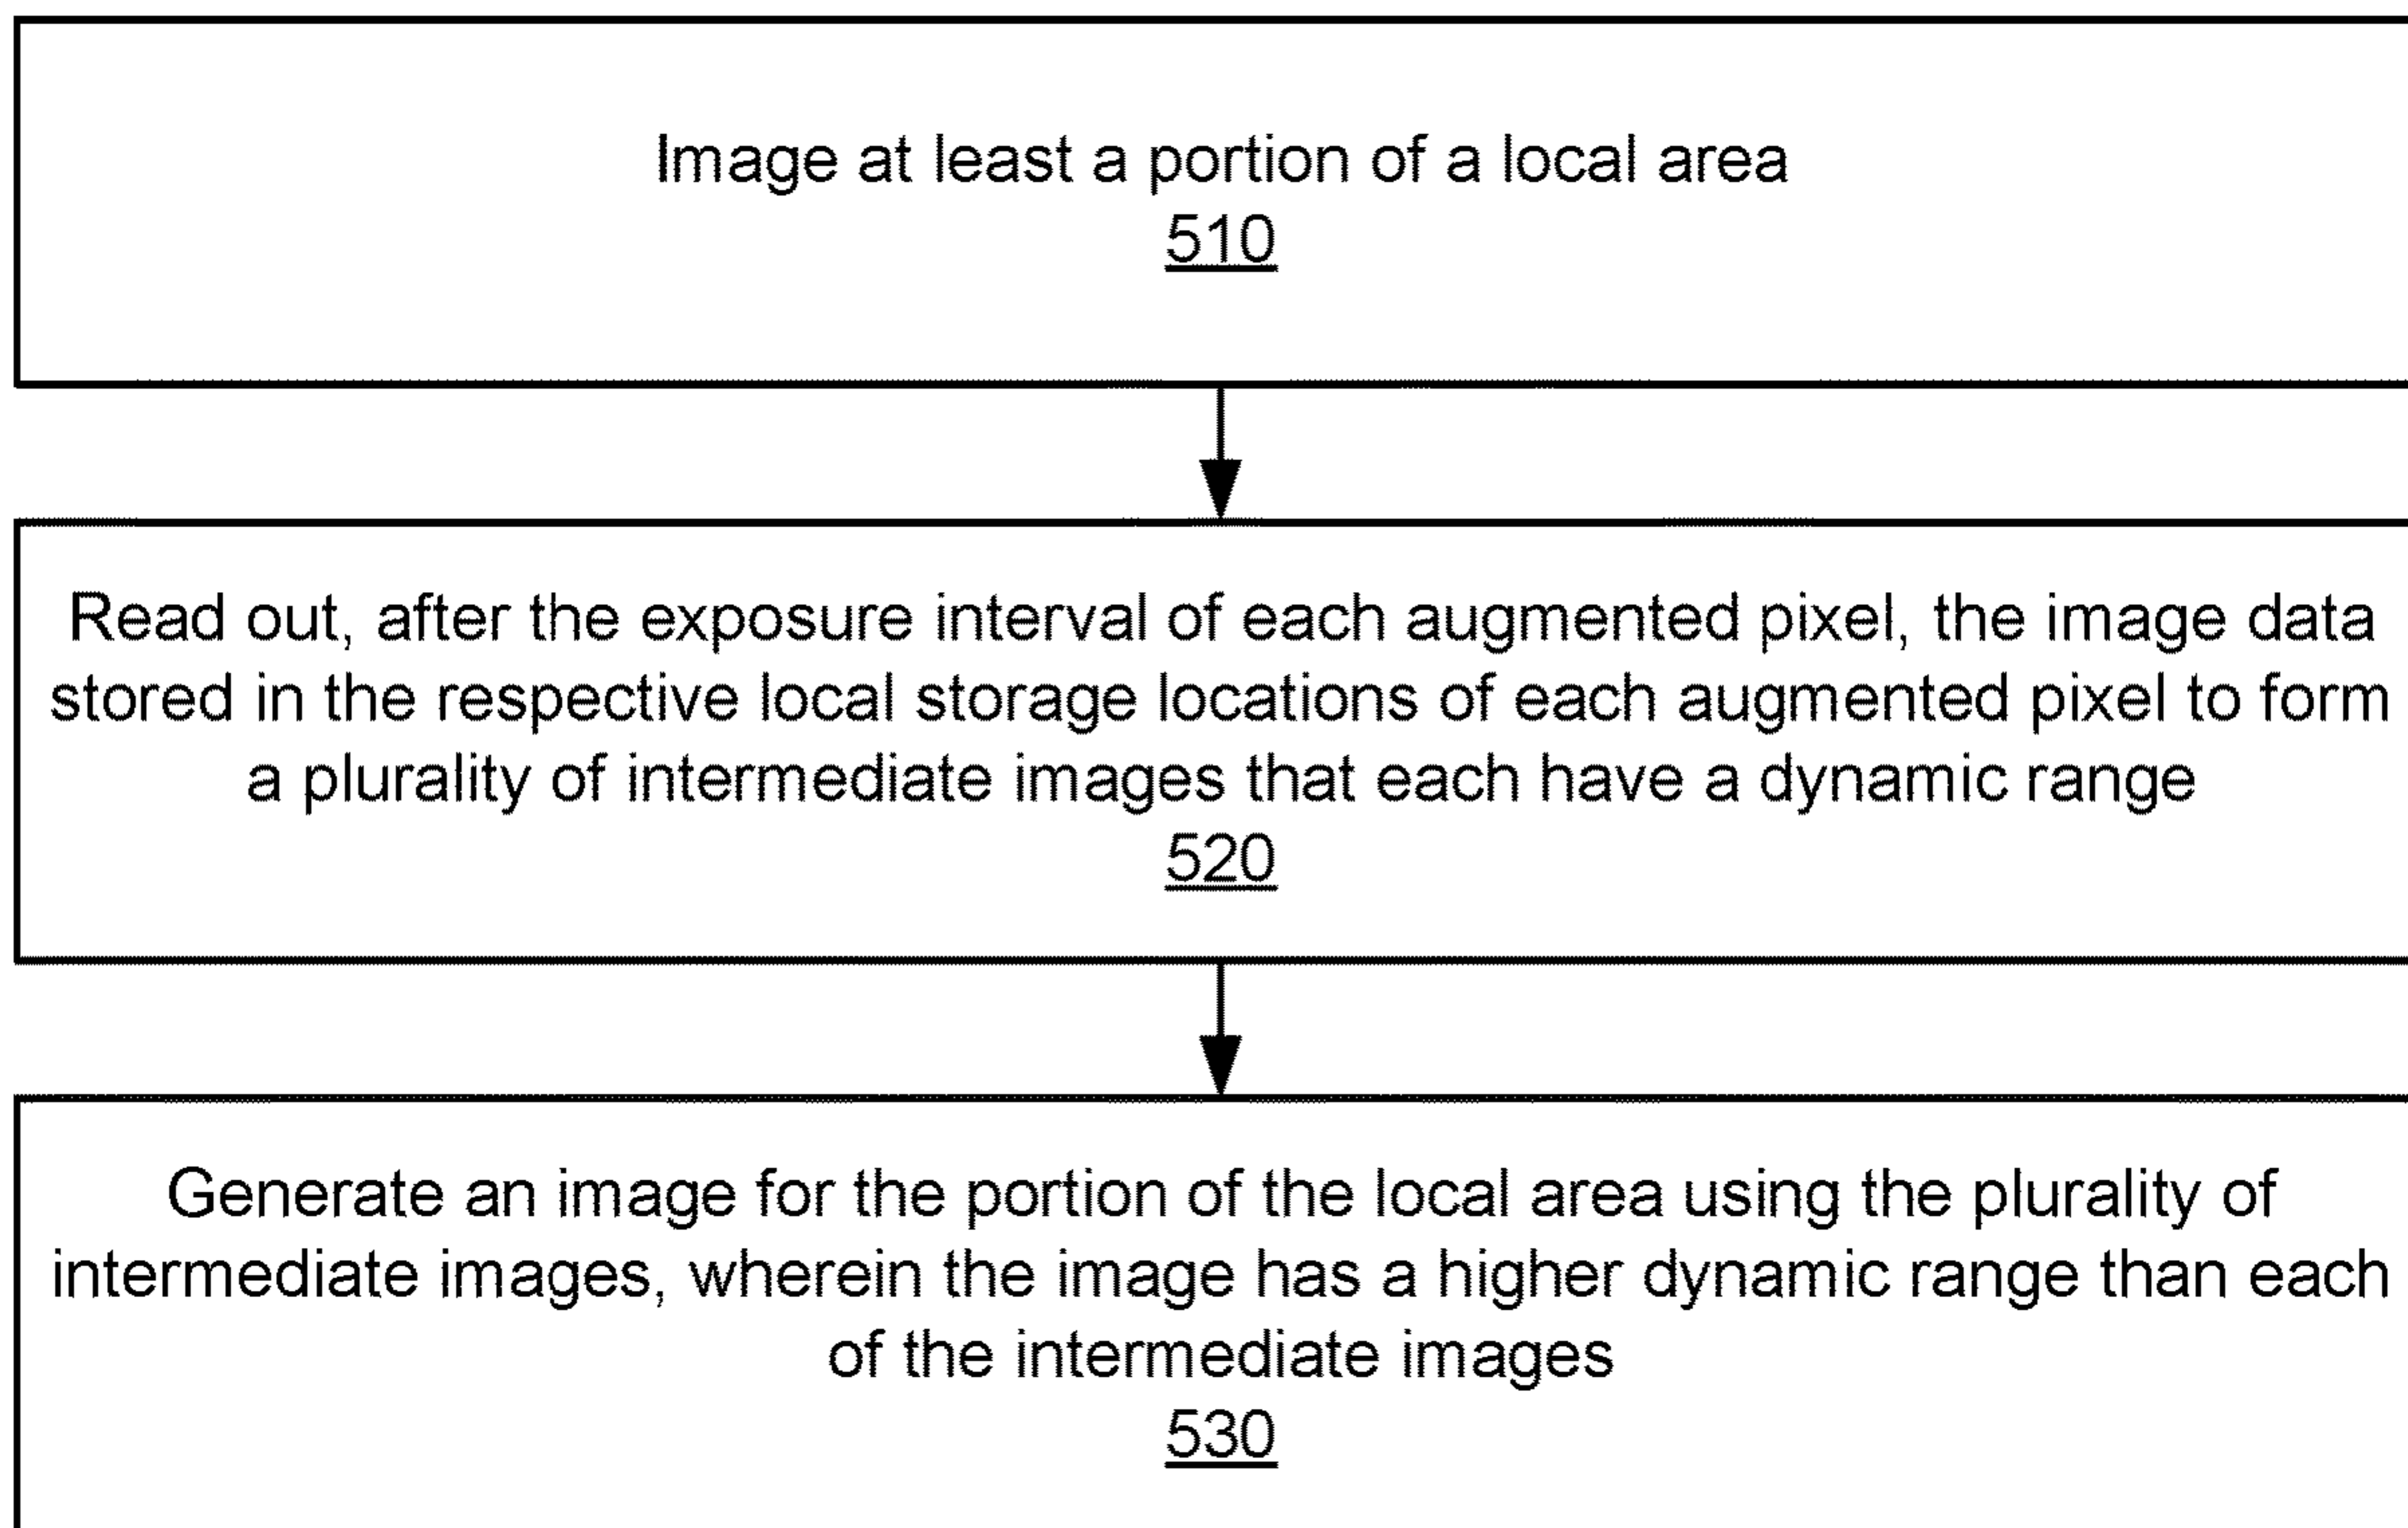 Image at least a portion of a local area
510
Read out, after the exposure interval of each augmented pixel, the image data
stored in the respective local storage locations of each augmented pixel to form
a plurality of intermediate images that each have a dynamic range
520
Generate an image for the portion of the local area using the plurality of
intermediate images, wherein the image has a higher dynamic range than each
of the intermediate images
530